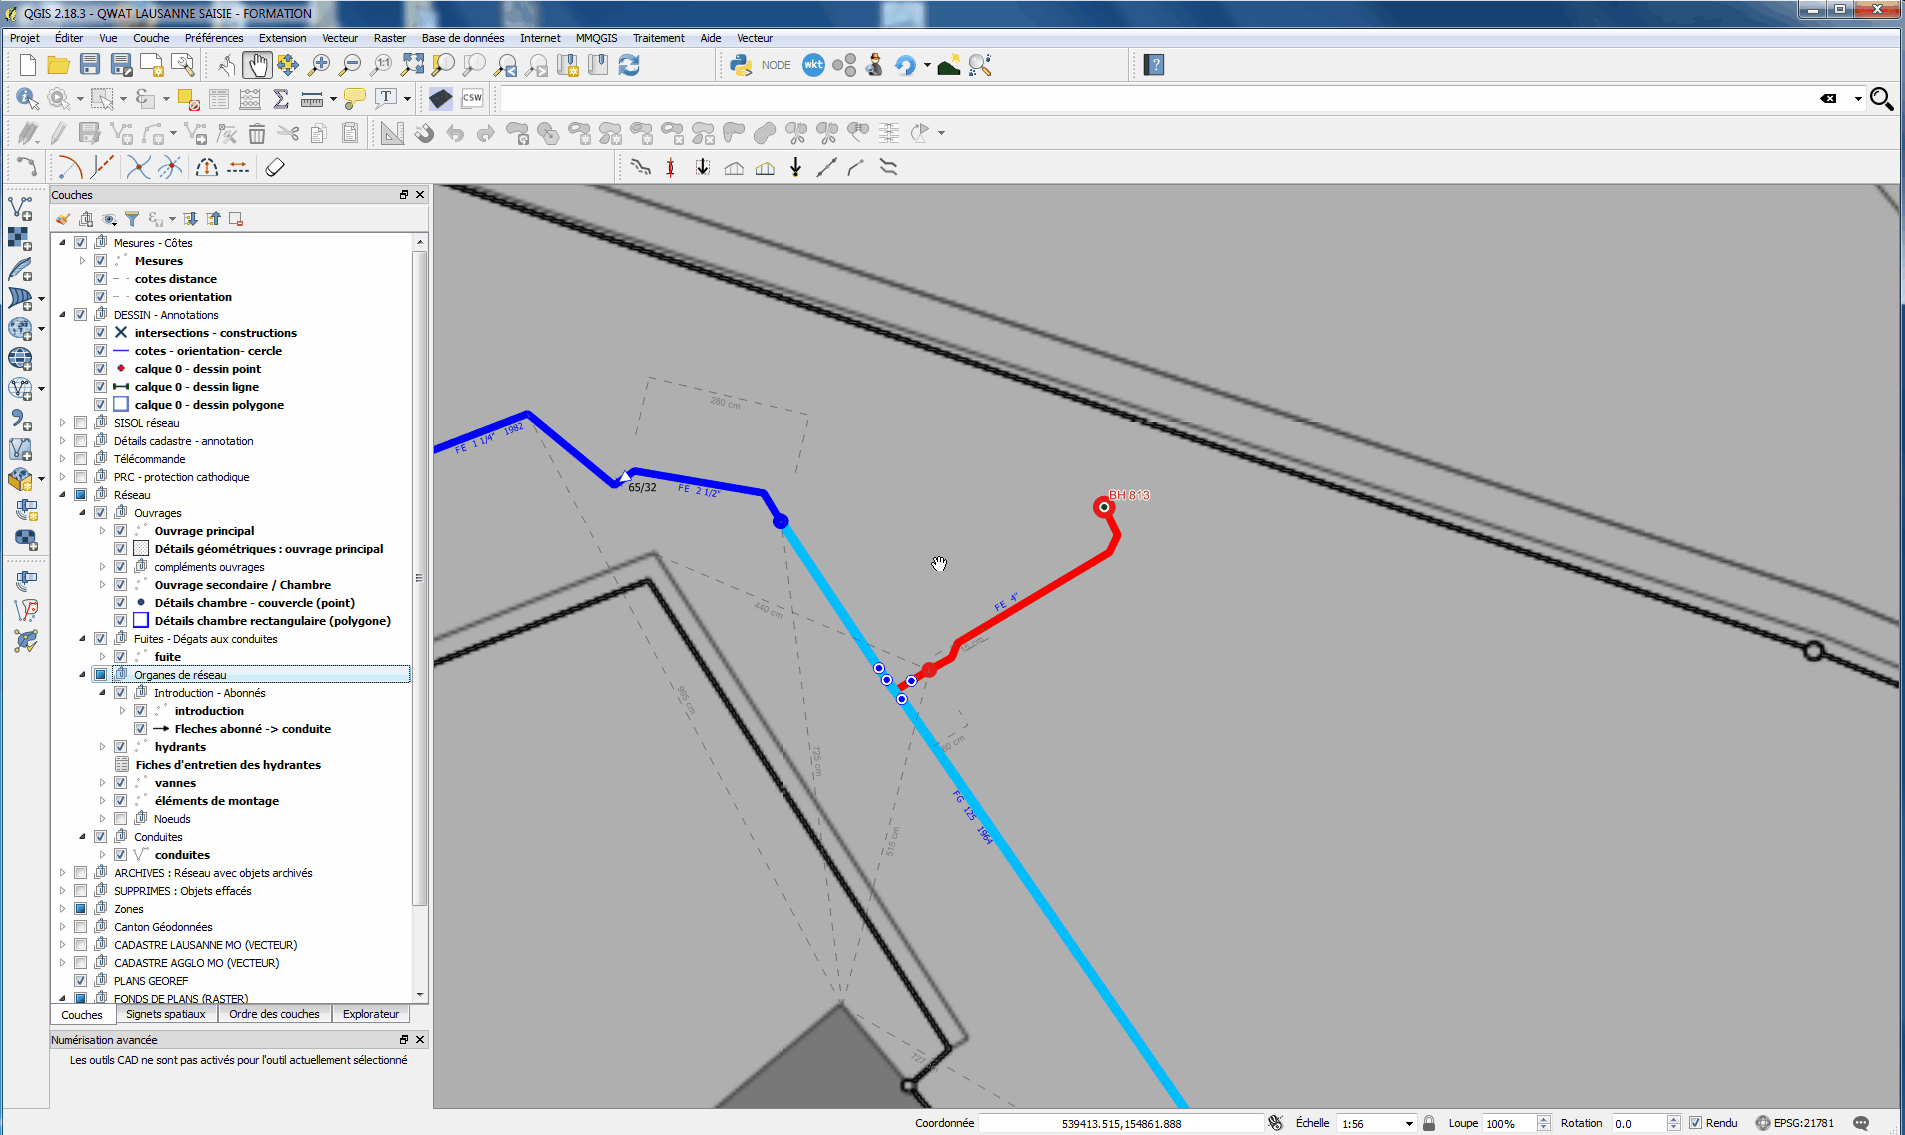 QGIS 2.18.3 - QWAT LAUSANNE SAISIE - FORMATION
Projet Éditer Vue Couche Préférences Extension Vecteur Raster Base de données Internet MMQGIS Traitement Aide Vecteur
1:1 NODE wkt ?
T CSW
Couches
Mesures - Côtes
Mesures
cotes distance
cotes orientation
DESSIN - Annotations
intersections - constructions
cotes - orientation- cercle
calque 0 - dessin point
calque 0 - dessin ligne
calque 0 - dessin polygone
SISOL réseau
Détails cadastre - annotation
Télécommande
PRC - protection cathodique
Réseau
Ouvrages
Ouvrage principal
Détails géométriques : ouvrage principal
compléments ouvrages
Ouvrage secondaire / Chambre
Détails chambre - couvercle (point)
Détails chambre rectangulaire (polygone)
Fuites - Dégats aux conduites
fuite
Organes de réseau
Introduction - Abonnés
introduction
Fleches abonné -> conduite
hydrants
Fiches d'entretien des hydrantes
vannes
éléments de montage
Noeuds
Conduites
conduites
ARCHIVES : Réseau avec objets archivés
SUPPRIMES : Objets effacés
Zones
Canton Géodonnées
CADASTRE LAUSANNE MO (VECTEUR)
CADASTRE AGGLO MO (VECTEUR)
PLANS GEOREF
FONDS DE PLANS (RASTER)
Couches Signets spatiaux Ordre des couches Explorateur
Numérisation avancée
Les outils CAD ne sont pas activés pour l'outil actuellement sélectionné
280 cm
FE 1 1/4" 1982
65/32
FE 2 1/2"
BH 813
FE 4"
440 cm
15 cm
995 cm
80 cm
725 cm
FG 125 1964
515 cm
Coordonnée 539413.515,154861.888 Échelle 1:56 Loupe 100% Rotation 0.0 Rendu EPSG:21781